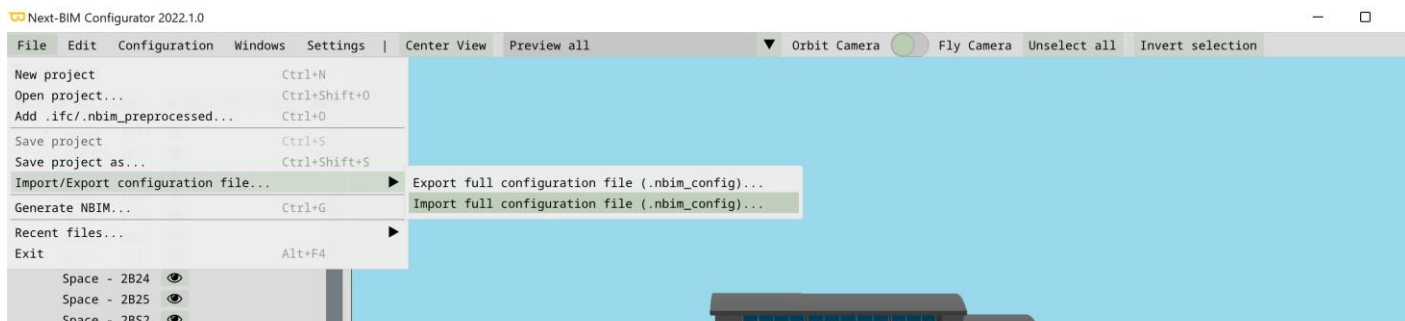 Next-BIM Configurator 2022.1.0
File Edit Configuration Windows Settings | Center View Preview all ▼ Orbit Camera Fly Camera Unselect all Invert selection
New project Ctrl+N
Open project... Ctrl+Shift+O
Add .ifc/.nbim_preprocessed... Ctrl+O
Save project Ctrl+S
Save project as... Ctrl+Shift+S
Import/Export configuration file... ▶
Export full configuration file (.nbim_config)...
Import full configuration file (.nbim_config)...
Generate NBIM... Ctrl+G
Recent files... ▶
Exit Alt+F4
Space - 2B24
Space - 2B25
Space - 2BS2